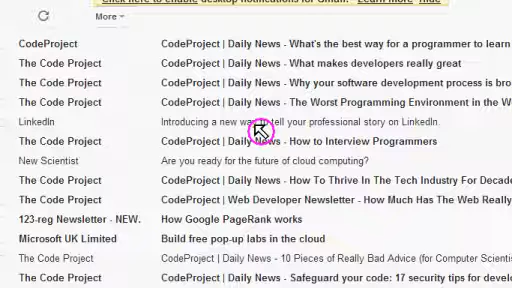 Click here to enable desktop notifications for Gmail. Learn more Hide
More
CodeProject CodeProject | Daily News - What's the best way for a programmer to learn
The Code Project CodeProject | Daily News - What makes developers really great
The Code Project CodeProject | Daily News - Why your software development process is bro
The Code Project CodeProject | Daily News - The Worst Programming Environment in the W
LinkedIn Introducing a new way to tell your professional story on LinkedIn.
The Code Project CodeProject | Daily News - How to Interview Programmers
New Scientist Are you ready for the future of cloud computing?
The Code Project CodeProject | Daily News - How To Thrive In The Tech Industry For Decade
The Code Project CodeProject | Web Developer Newsletter - How Much Has The Web Really
123-reg Newsletter - NEW. How Google PageRank works
Microsoft UK Limited Build free pop-up labs in the cloud
The Code Project CodeProject | Daily News - 10 Pieces of Really Bad Advice (for Computer Scientis
The Code Project CodeProject | Daily News - Safeguard your code: 17 security tips for develo